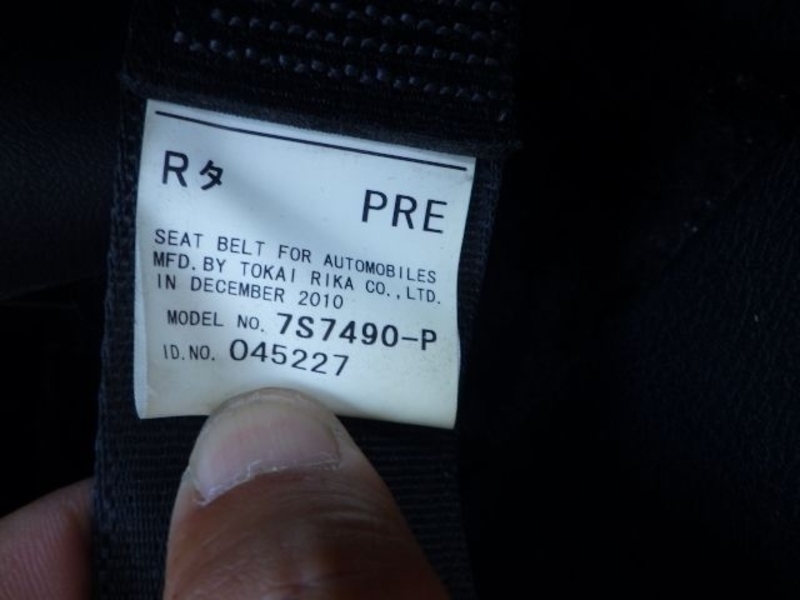 Rタ
PRE
SEAT BELT FOR AUTOMOBILES
MFD. BY TOKAI RIKA CO.,LTD.
IN DECEMBER 2010
MODEL NO. 7S7490-P
ID.NO. 045227